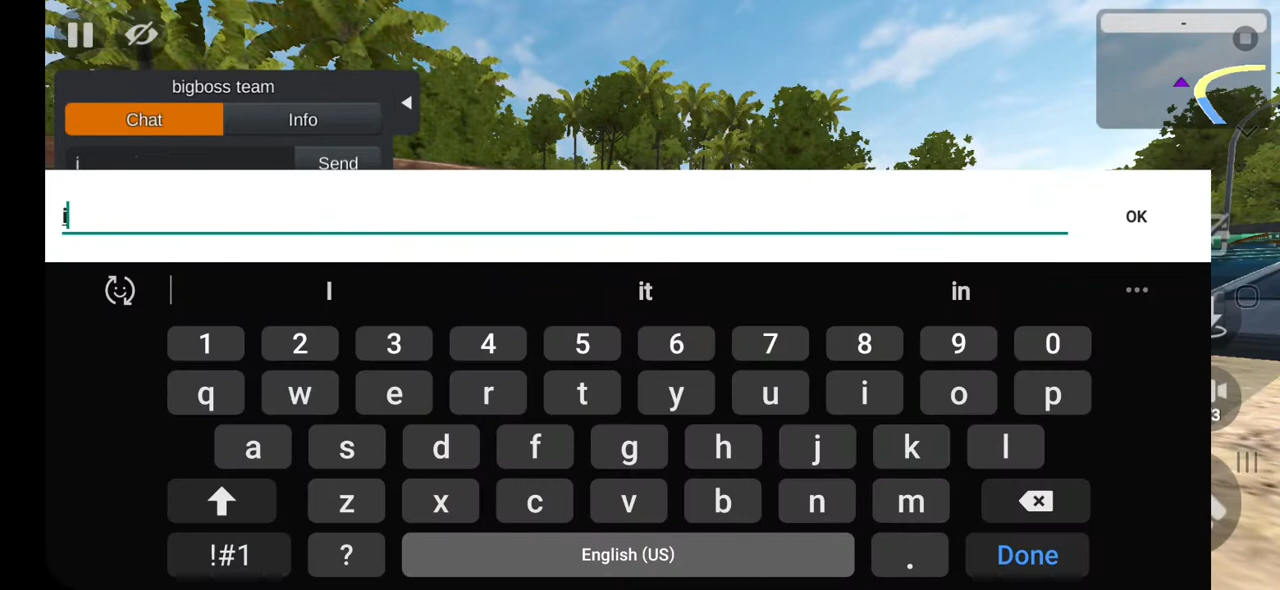 -
bigboss team
Chat Info
i Send
i OK
I it in
1 2 3 4 5 6 7 8 9 0
q w e r t y u i o p
a s d f g h j k l
z x c v b n m
!#1 ? English (US) . Done
3